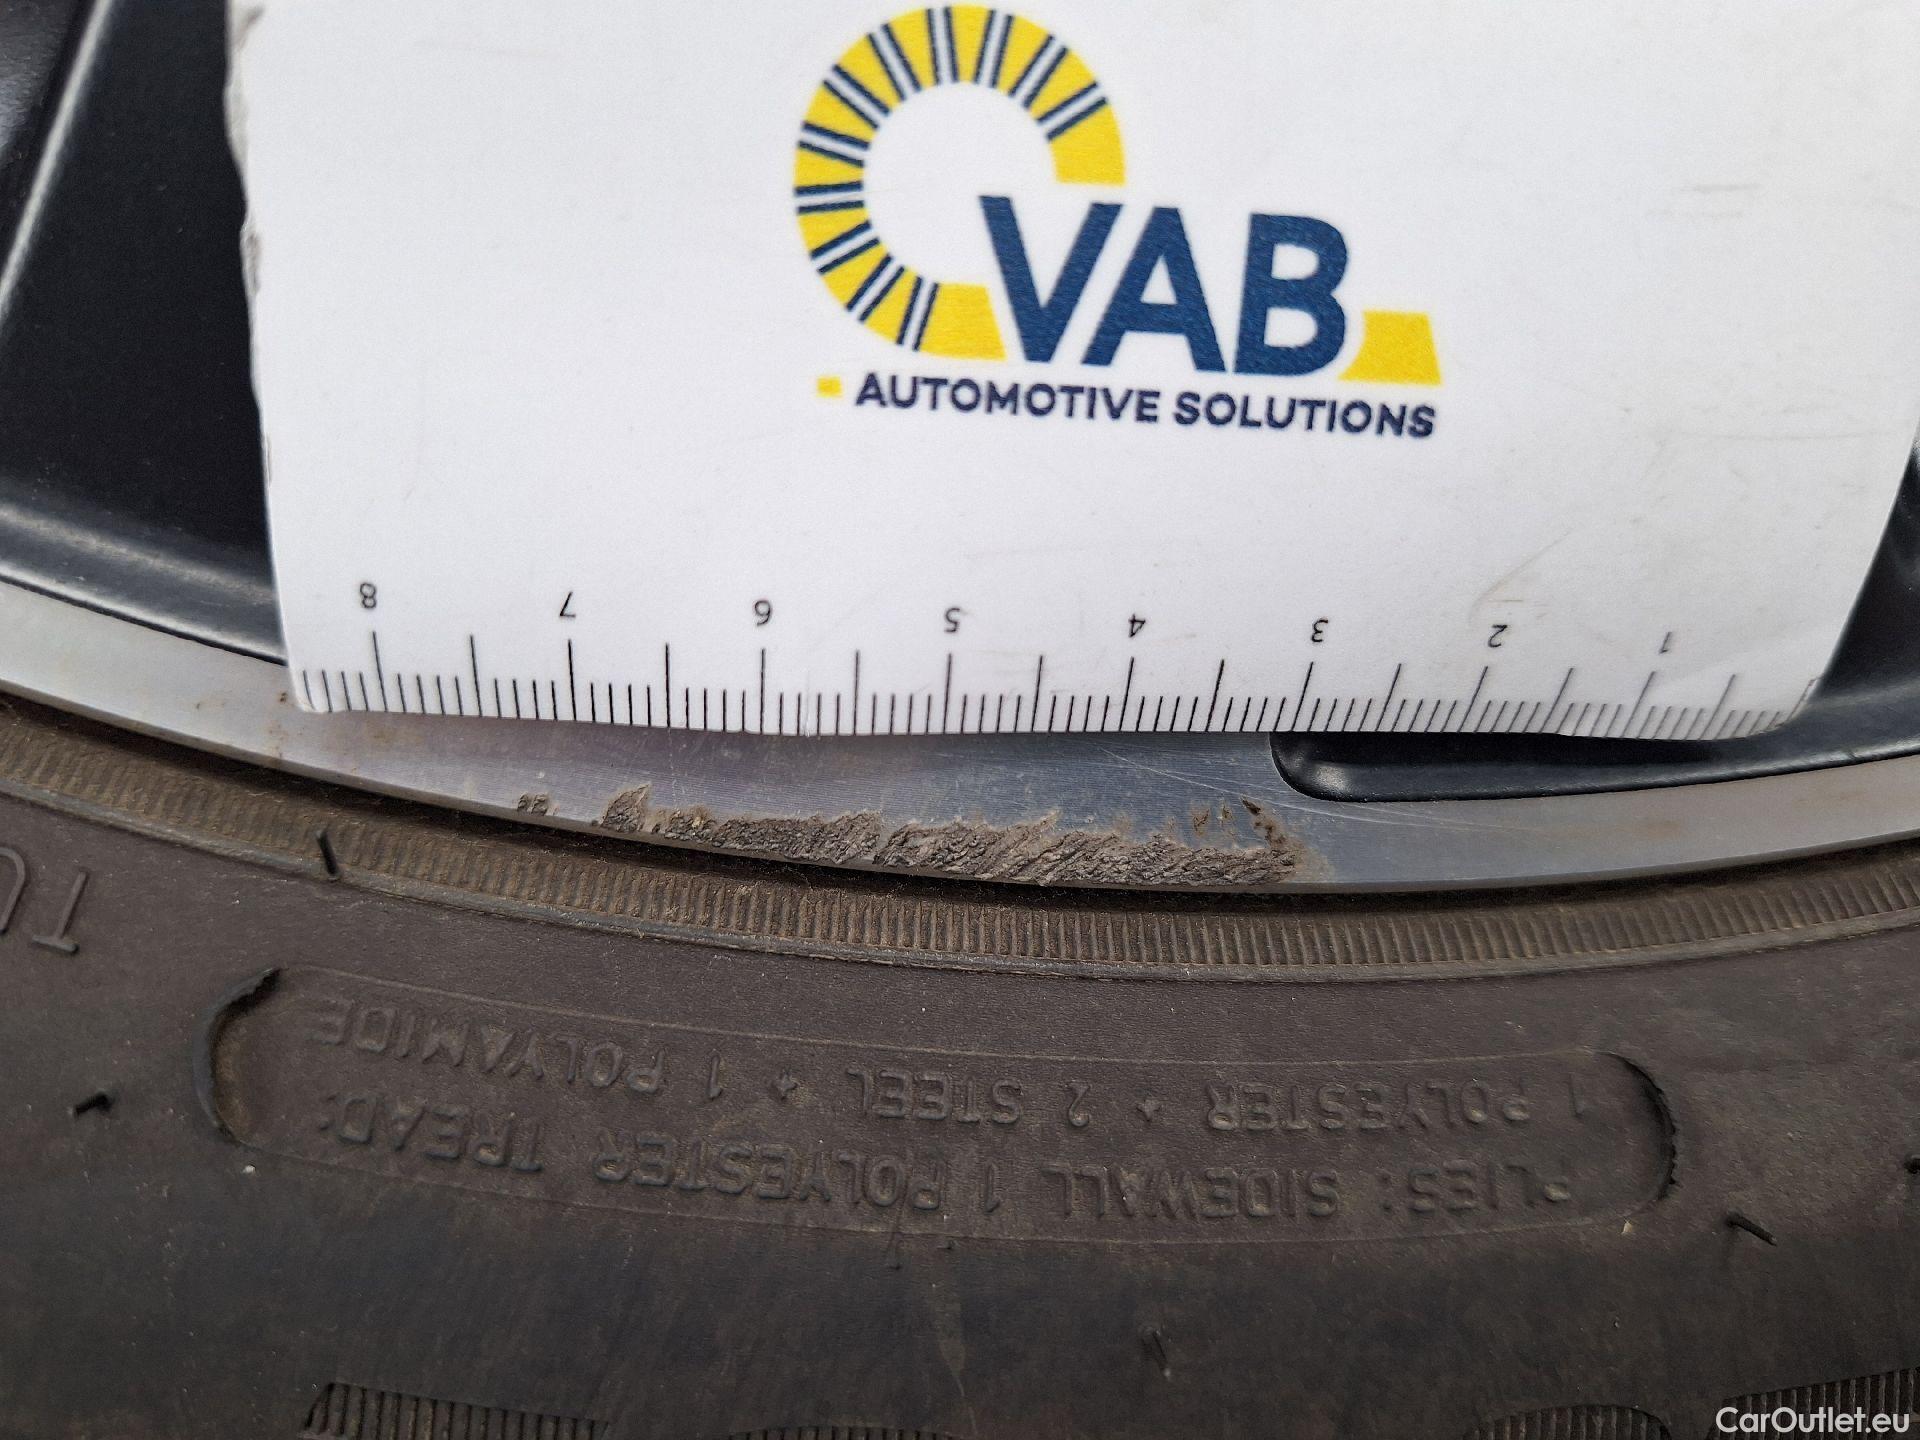 VAB
AUTOMOTIVE SOLUTIONS
8 7 6 5 4 3 2 1
TU
PLIES: SIDEWALL 1 POLYESTER TREAD:
1 POLYESTER + 2 STEEL + 1 POLYAMIDE
CarOutlet.eu